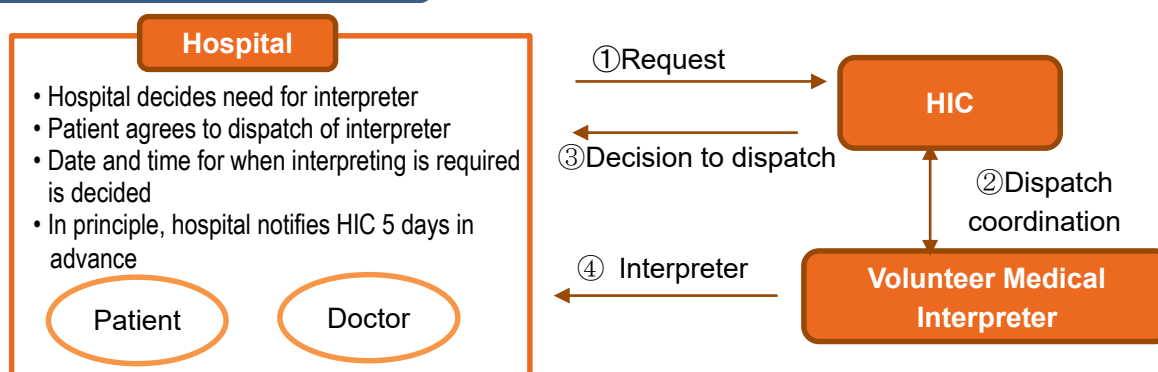 Hospital
• Hospital decides need for interpreter
• Patient agrees to dispatch of interpreter
• Date and time for when interpreting is required
is decided
• In principle, hospital notifies HIC 5 days in
advance
Patient
Doctor
①Request
③Decision to dispatch
④ Interpreter
HIC
②Dispatch
coordination
Volunteer Medical
Interpreter